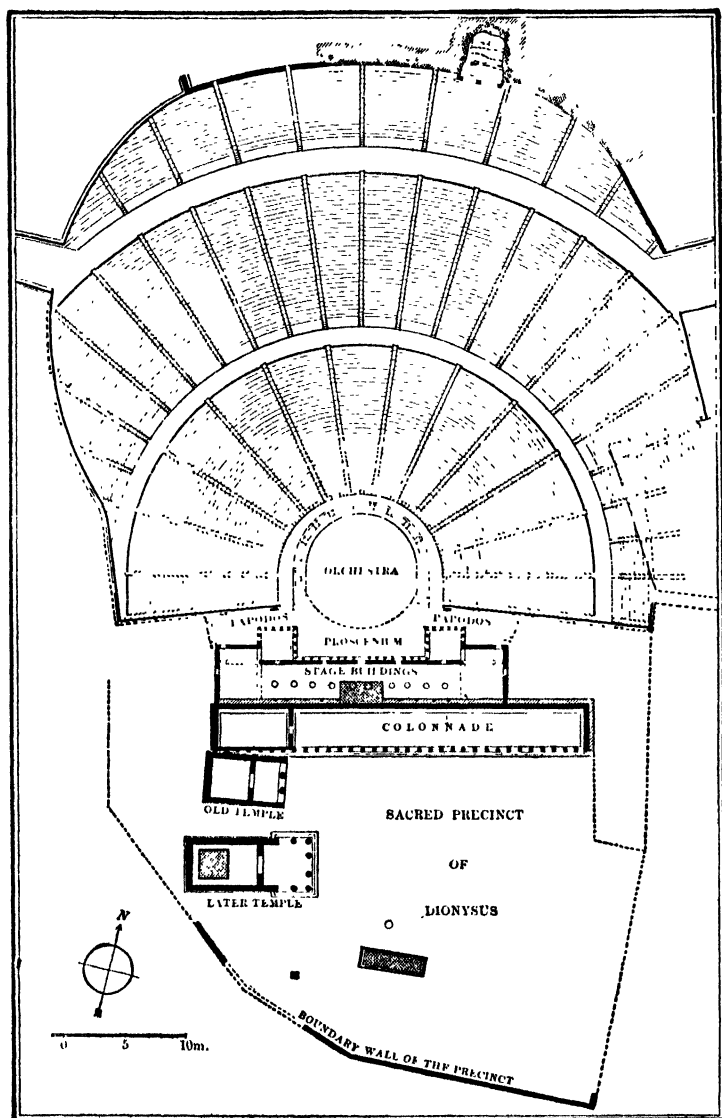 ORCHESTRA
PARODOS
PARODOS
PROSCENIUM
STAGE BUILDINGS
COLONNADE
OLD TEMPLE
SACRED PRECINCT
OF
DIONYSUS
LATER TEMPLE
N
0 5 10m.
BOUNDARY WALL OF THE PRECINCT